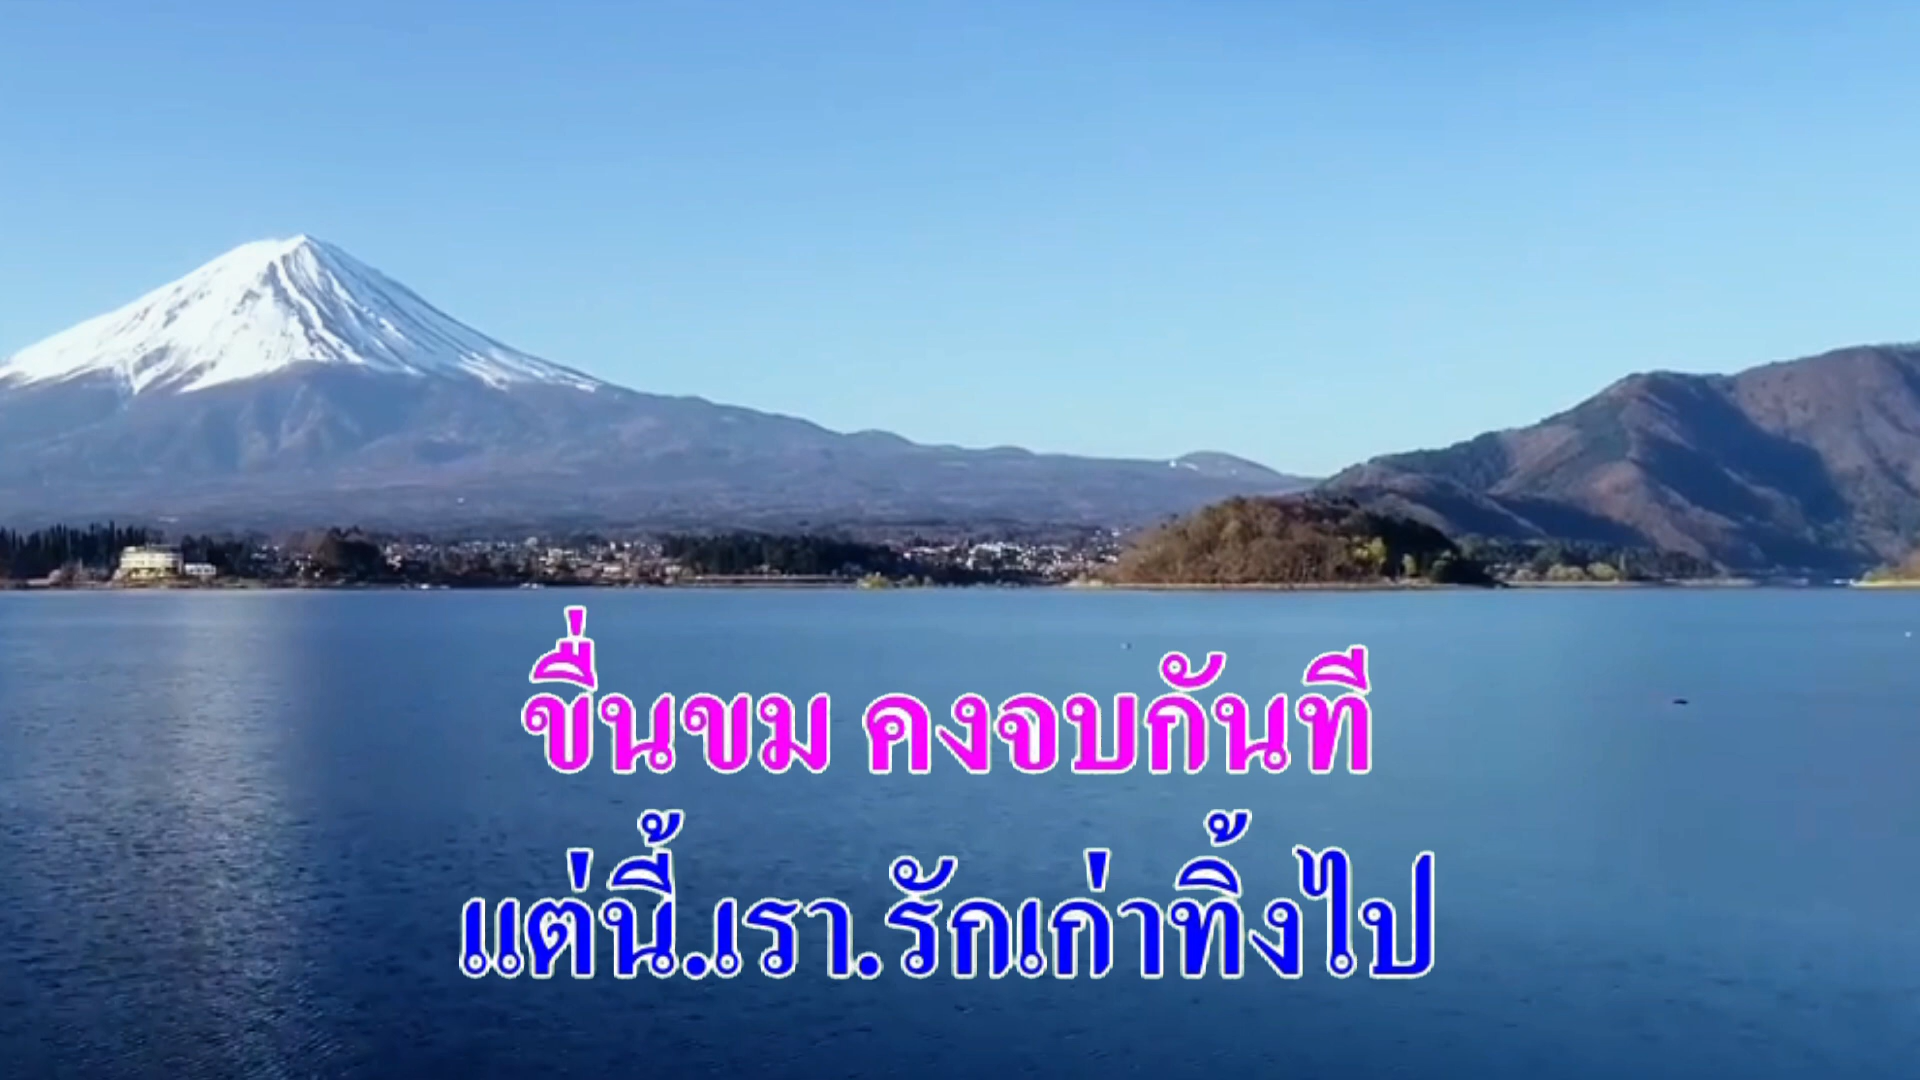 ชื่นขม คงจบกันที
แต่นี้.เรา.รักเก่าทิ้งไป